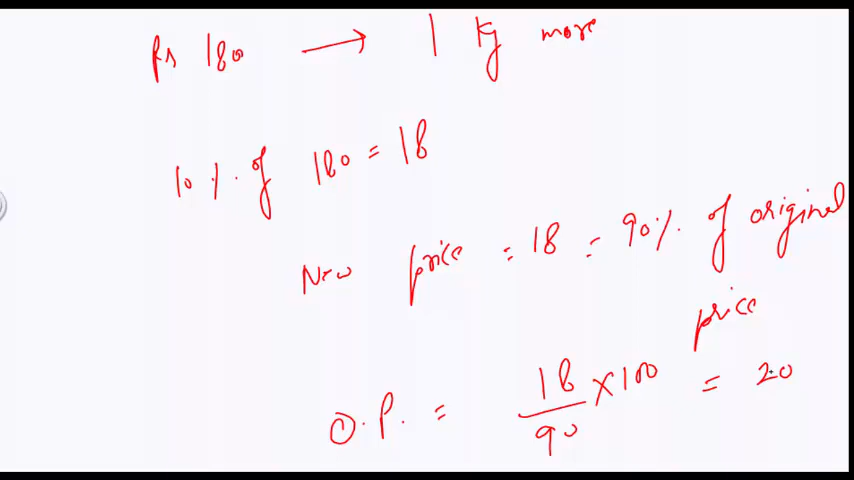 Rs 180 → 1 Kg more
10 %. of 180 = 18
New price = 18 = 90%. of original
price
O.P. = 18/90 × 100 = 20